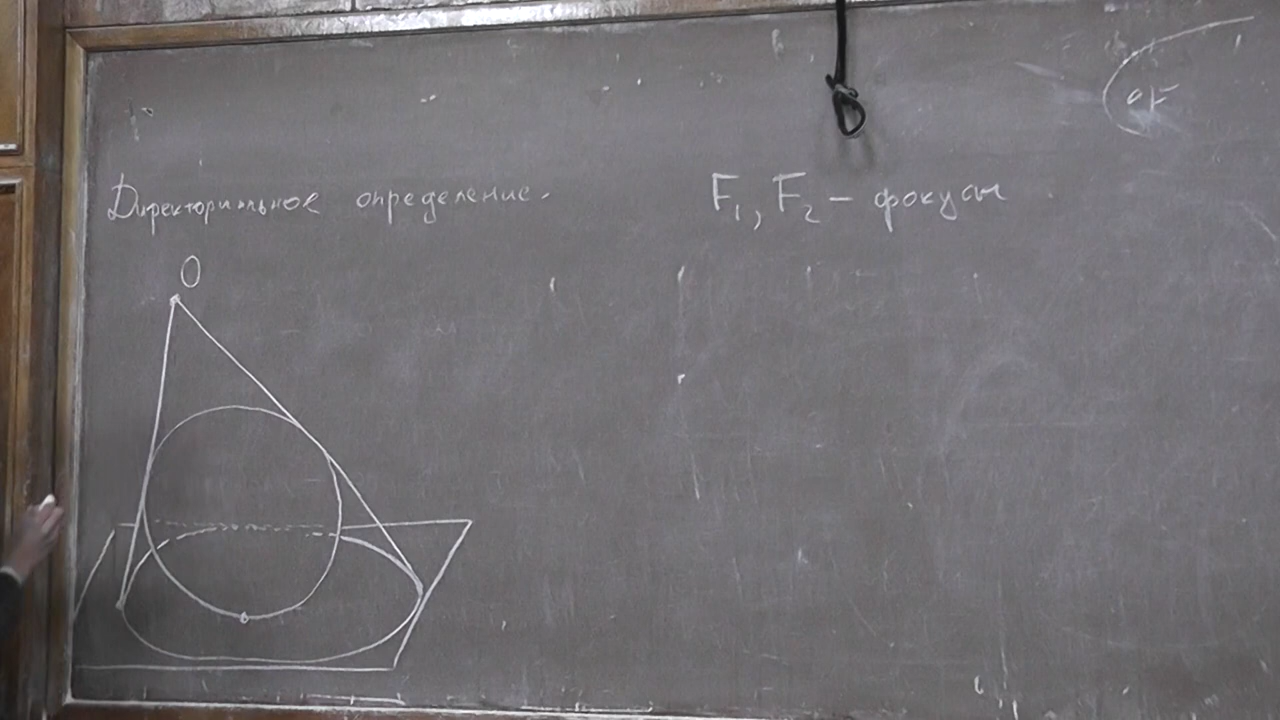 F
Директориальное определение.
F₁, F₂ – фокусы
O